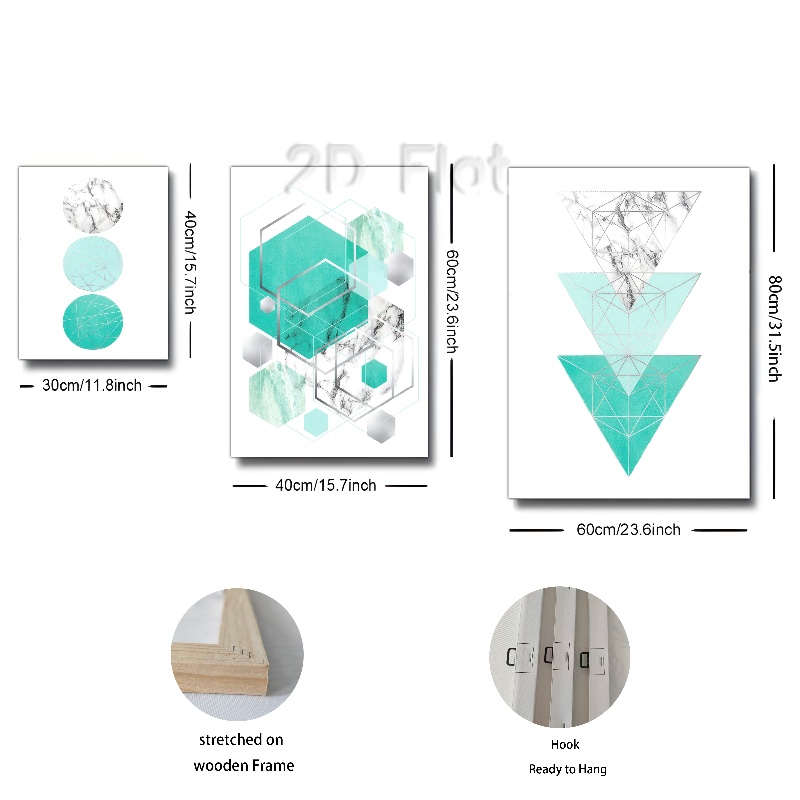 2D Flat
40cm/15.7inch
60cm/23.6inch
80cm/31.5inch
30cm/11.8inch
40cm/15.7inch
60cm/23.6inch
stretched on
wooden Frame
Hook
Ready to Hang